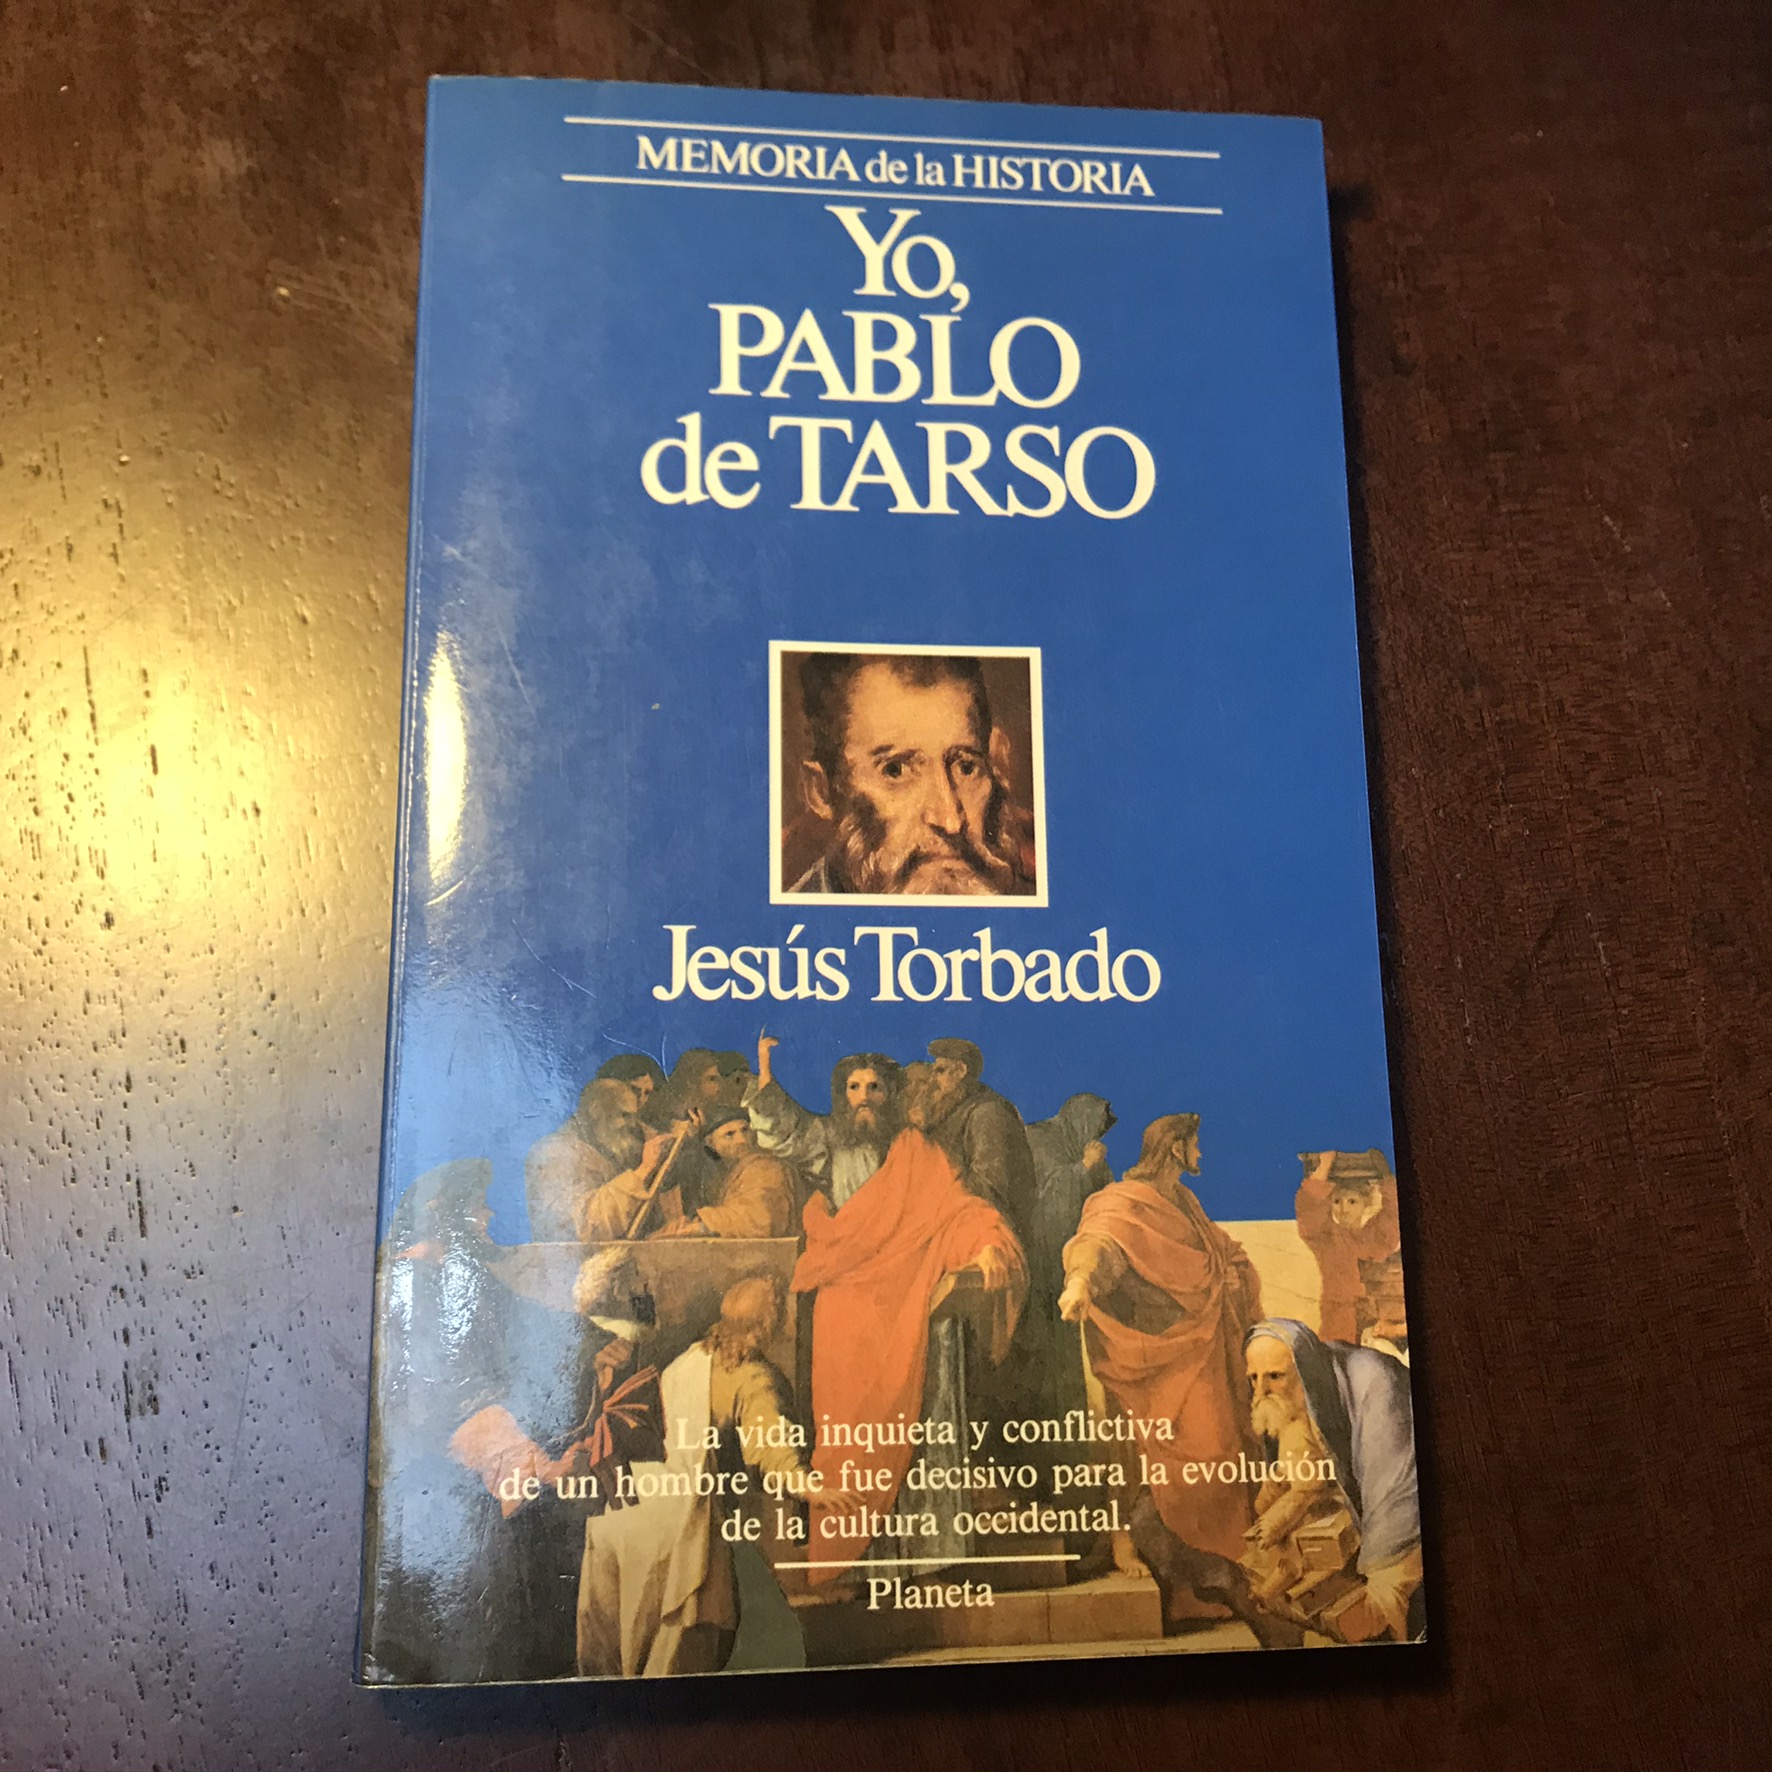 MEMORIA de la HISTORIA
Yo,
PABLO
de TARSO
Jesús Torbado
La vida inquieta y conflictiva
de un hombre que fue decisivo para la evolución
de la cultura occidental.
Planeta